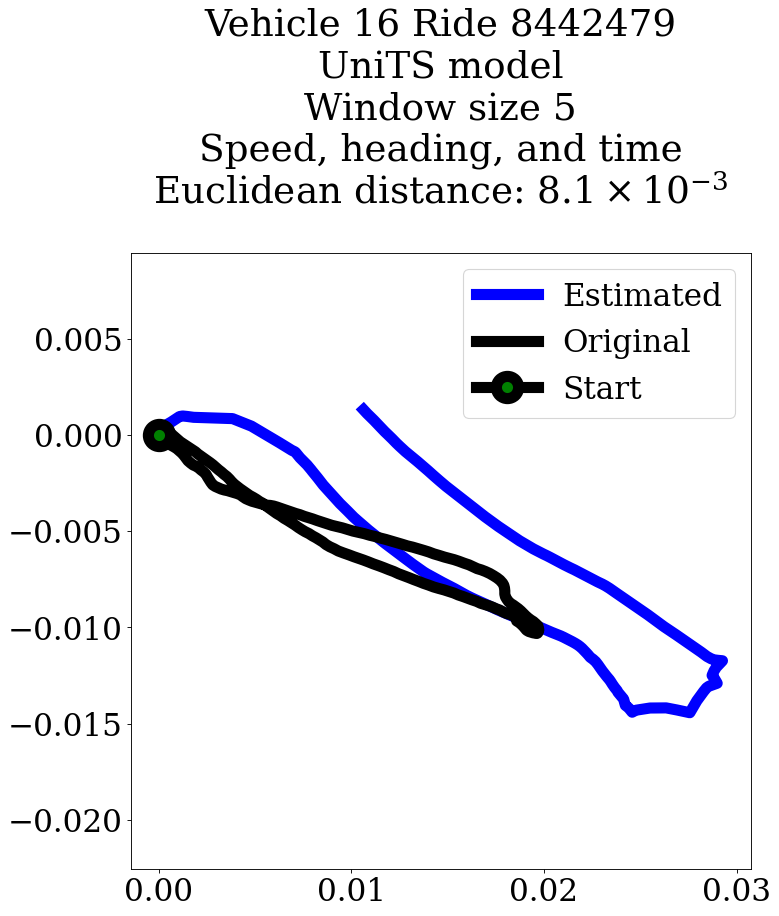 Vehicle 16 Ride 8442479
UniTS model
Window size 5
Speed, heading, and time
Euclidean distance: 8.1 × 10⁻³
Estimated
Original
Start
0.005
0.000
−0.005
−0.010
−0.015
−0.020
0.00 0.01 0.02 0.03